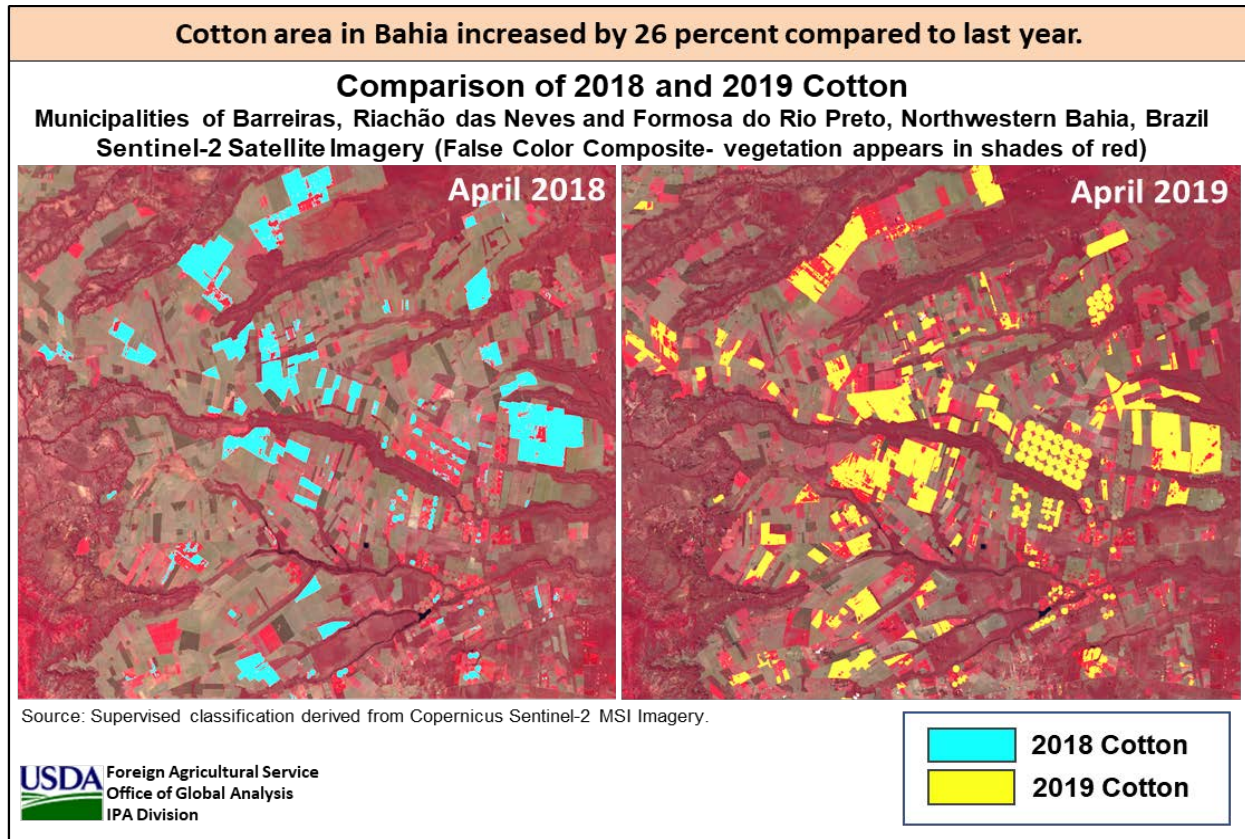 Cotton area in Bahia increased by 26 percent compared to last year.
Comparison of 2018 and 2019 Cotton
Municipalities of Barreiras, Riachão das Neves and Formosa do Rio Preto, Northwestern Bahia, Brazil
Sentinel-2 Satellite Imagery (False Color Composite- vegetation appears in shades of red)
April 2018
April 2019
Source: Supervised classification derived from Copernicus Sentinel-2 MSI Imagery.
2018 Cotton
2019 Cotton
USDA
Foreign Agricultural Service
Office of Global Analysis
IPA Division